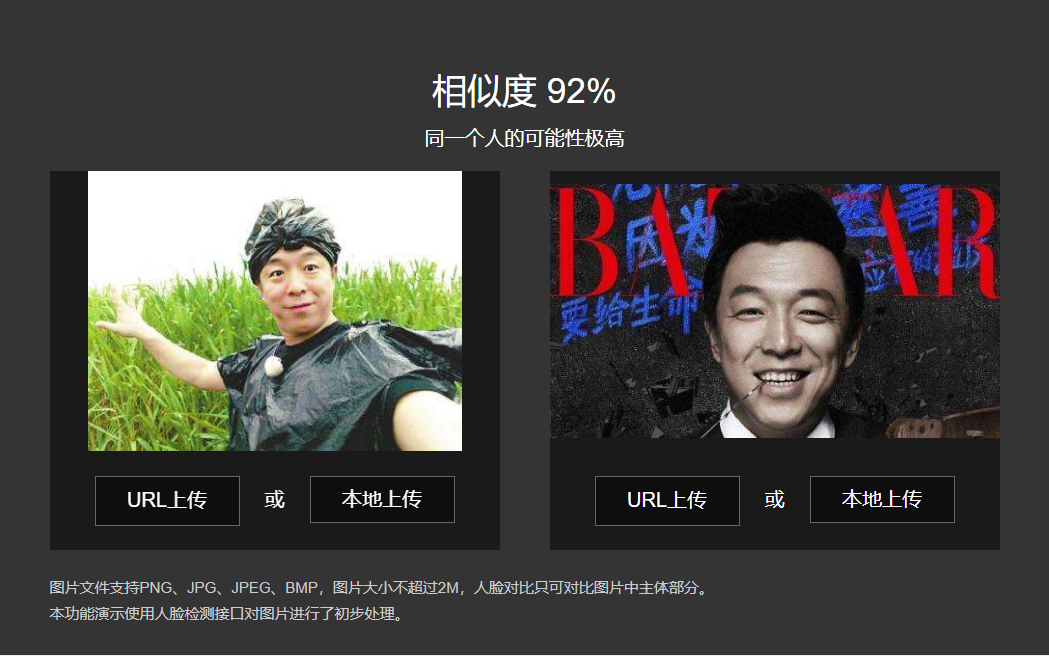 相似度 92%
同一个人的可能性极高
BAZAAR
因为
善
要给生命
URL上传 或 本地上传
URL上传 或 本地上传
图片文件支持PNG、JPG、JPEG、BMP，图片大小不超过2M，人脸对比只可对比图片中主体部分。
本功能演示使用人脸检测接口对图片进行了初步处理。